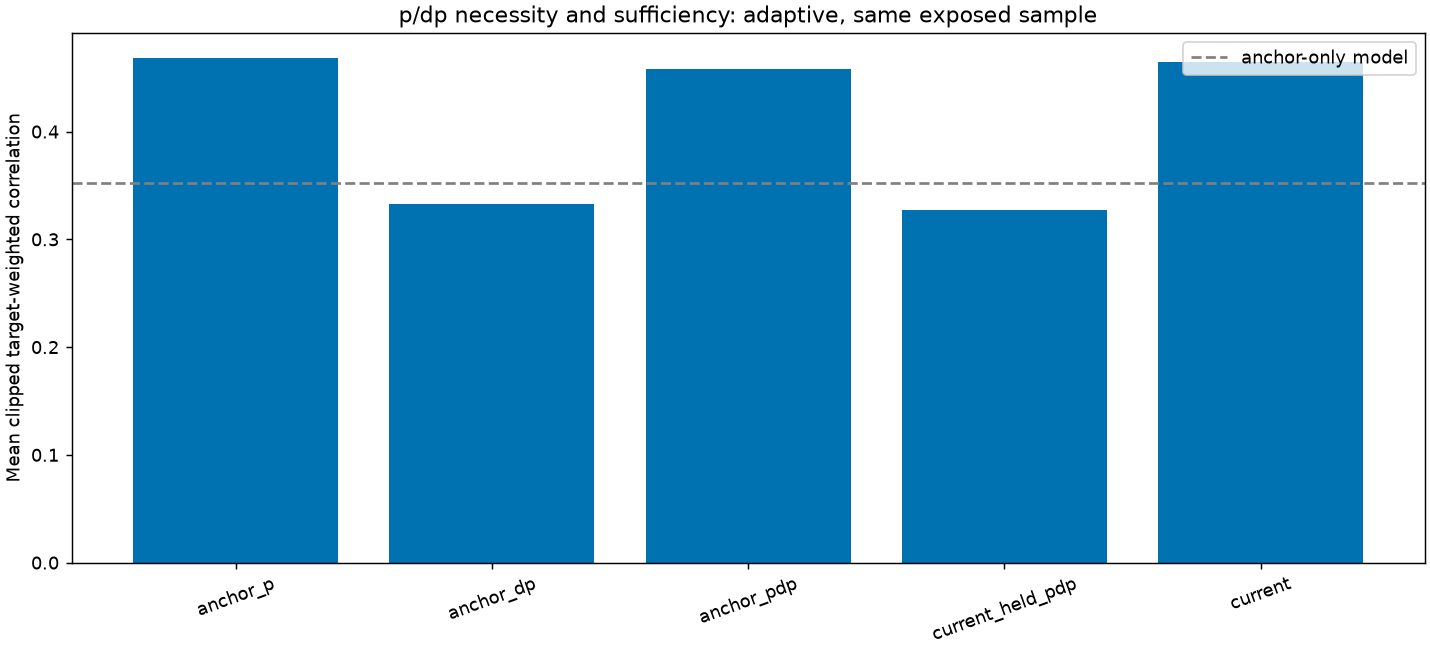 p/dp necessity and sufficiency: adaptive, same exposed sample
anchor-only model
Mean clipped target-weighted correlation
0.4
0.3
0.2
0.1
0.0
anchor_p
anchor_dp
anchor_pdp
current_held_pdp
current